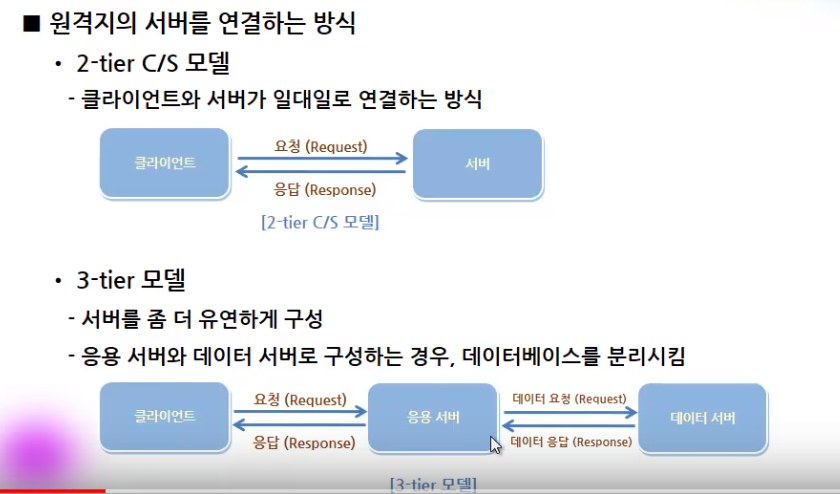 ■ 원격지의 서버를 연결하는 방식
• 2-tier C/S 모델
- 클라이언트와 서버가 일대일로 연결하는 방식
클라이언트
요청 (Request)
응답 (Response)
서버
[2-tier C/S 모델]
• 3-tier 모델
- 서버를 좀 더 유연하게 구성
- 응용 서버와 데이터 서버로 구성하는 경우, 데이터베이스를 분리시킴
클라이언트
요청 (Request)
응답 (Response)
응용 서버
데이터 요청 (Request)
데이터 응답 (Response)
데이터 서버
[3-tier 모델]